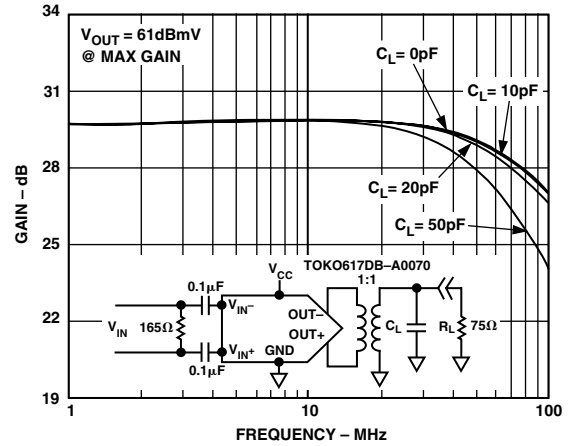 34
V_OUT = 61dBmV
@ MAX GAIN
C_L = 0pF
C_L = 10pF
31
28
C_L = 20pF
C_L = 50pF
GAIN – dB
25
TOKO617DB–A0070
1:1
V_CC
0.1µF
V_IN–
OUT–
22
V_IN
165Ω
OUT+
C_L
R_L
75Ω
V_IN+
GND
0.1µF
19
1
10
100
FREQUENCY – MHz